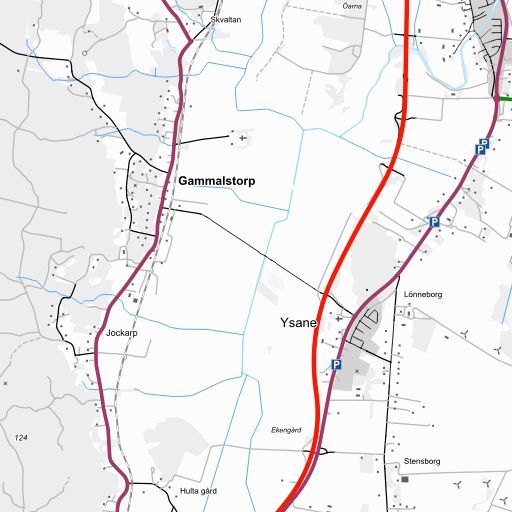 Öarna
Skvaltan
P
P
Gammalstorp
P
Lönneborg
Ysane
Jockarp
P
Ekengård
124
Stensborg
Hulta gård